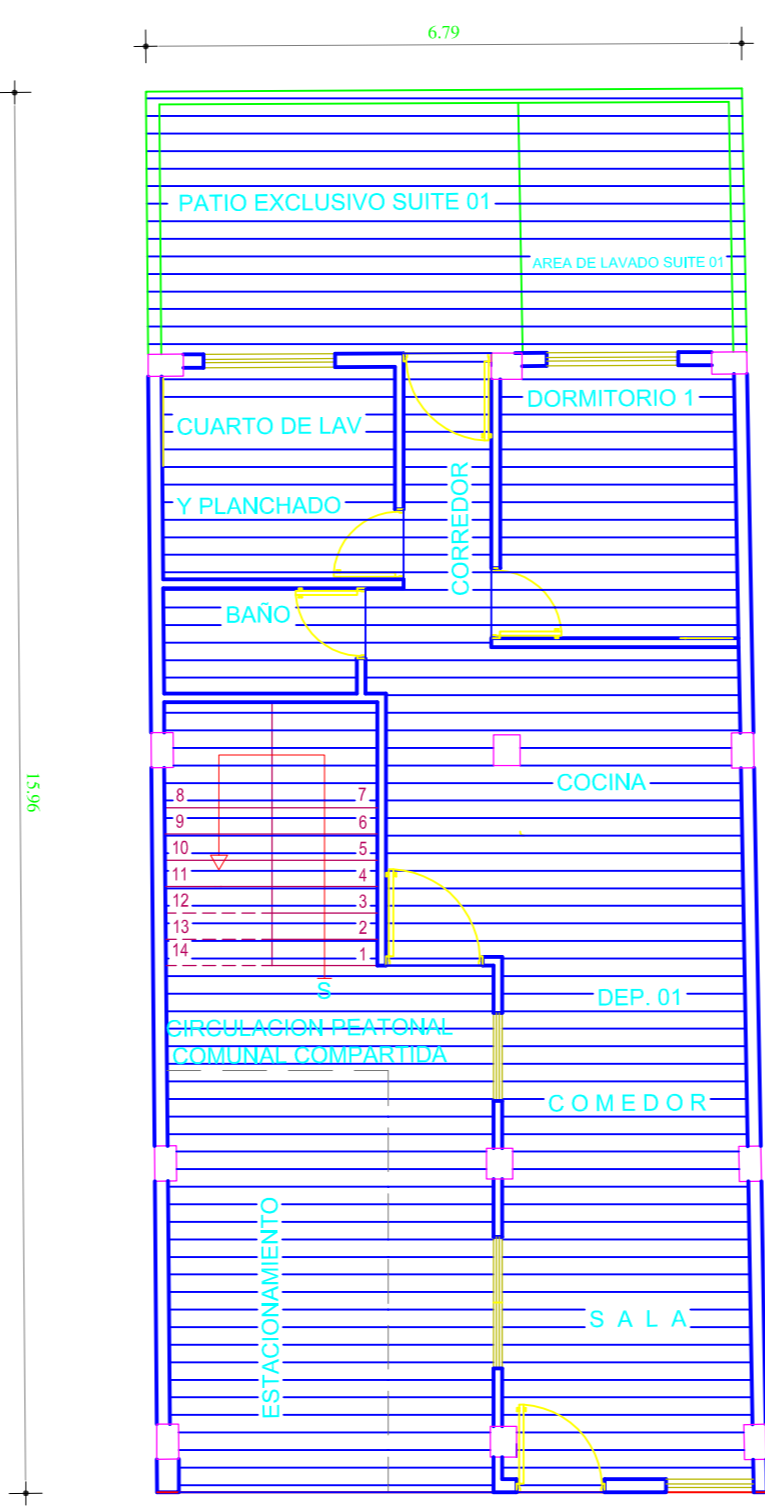 6.79
15.96
PATIO EXCLUSIVO SUITE 01
AREA DE LAVADO SUITE 01
DORMITORIO 1
CUARTO DE LAV
Y PLANCHADO
CORREDOR
BAÑO
COCINA
8 7
9 6
10 5
11 4
12 3
13 2
14 1
S
DEP. 01
CIRCULACION PEATONAL
COMUNAL COMPARTIDA
COMEDOR
ESTACIONAMIENTO
SALA